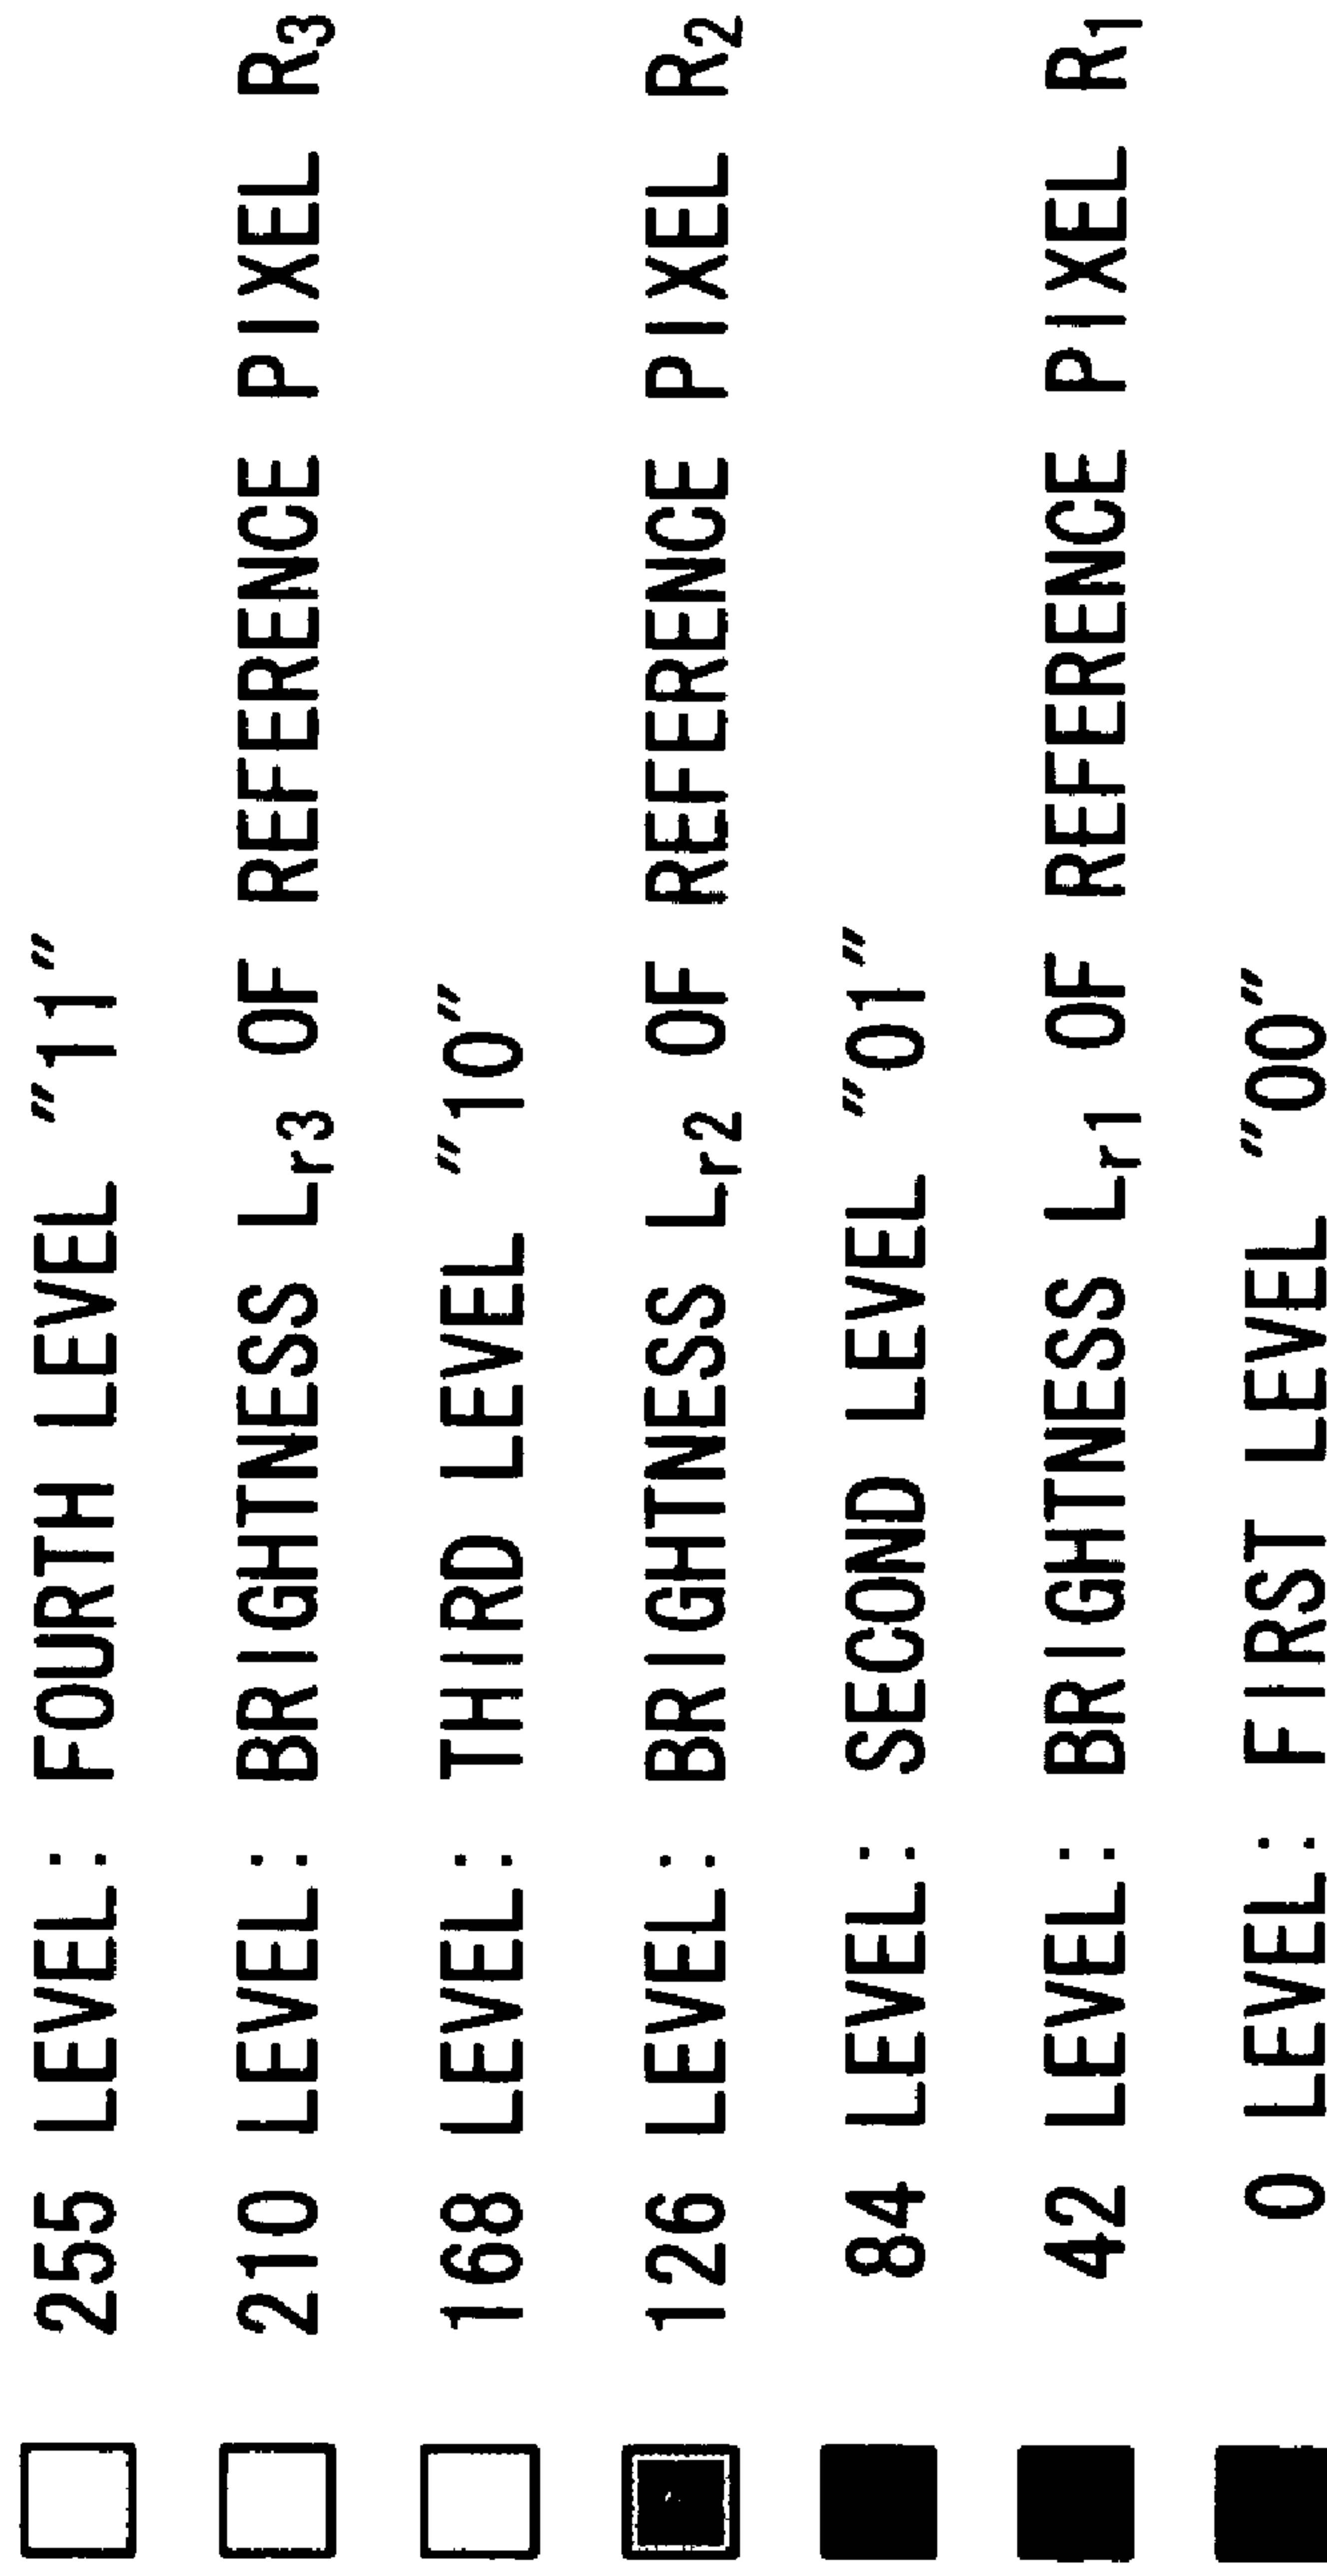 255 LEVEL: FOURTH LEVEL "11"
210 LEVEL: BRIGHTNESS Lr3 OF REFERENCE PIXEL R3
168 LEVEL: THIRD LEVEL "10"
126 LEVEL: BRIGHTNESS Lr2 OF REFERENCE PIXEL R2
84 LEVEL: SECOND LEVEL "01"
42 LEVEL: BRIGHTNESS Lr1 OF REFERENCE PIXEL R1
0 LEVEL: FIRST LEVEL "00"